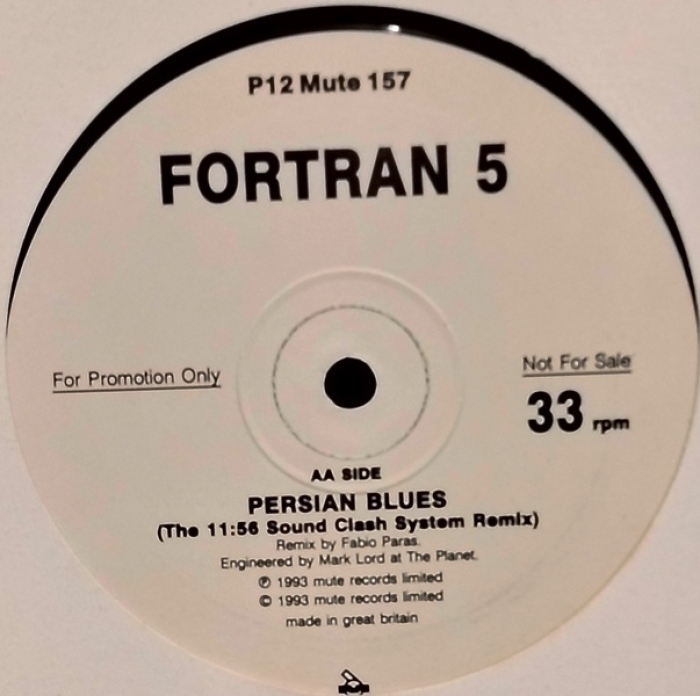 P12 Mute 157
FORTRAN 5
For Promotion Only
Not For Sale
33 rpm
AA SIDE
PERSIAN BLUES
(The 11:56 Sound Clash System Remix)
Remix by Fabio Paras.
Engineered by Mark Lord at The Planet.
℗ 1993 mute records limited
© 1993 mute records limited
made in great britain